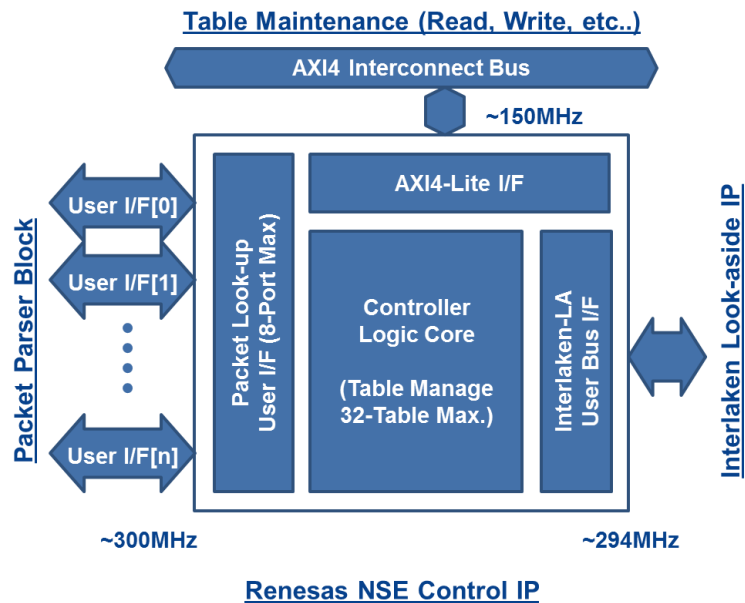 Table Maintenance (Read, Write, etc..)
AXI4 Interconnect Bus
~150MHz
AXI4-Lite I/F
Packet Parser Block
User I/F[0]
User I/F[1]
User I/F[n]
Packet Look-up
User I/F (8-Port Max)
Controller
Logic Core
(Table Manage
32-Table Max.)
Interlaken-LA
User Bus I/F
Interlaken Look-aside IP
~300MHz
~294MHz
Renesas NSE Control IP